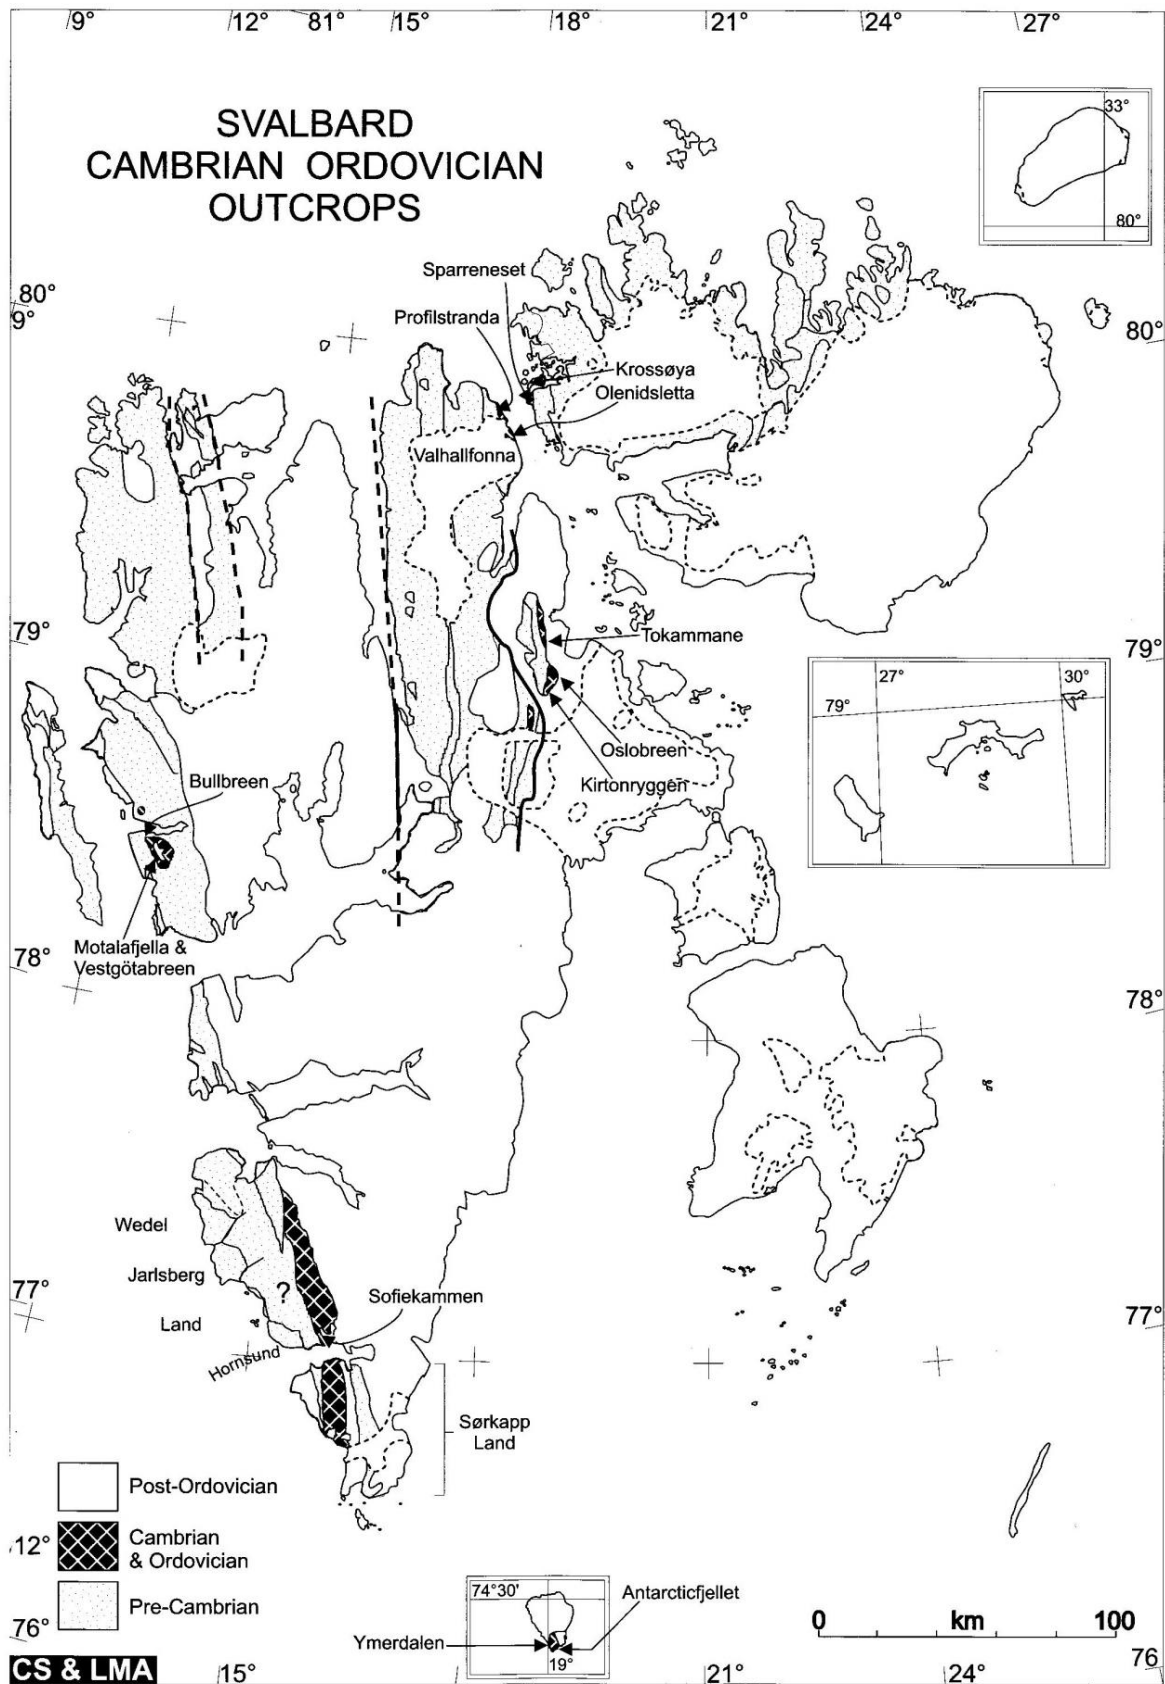 9°
12°
81°
15°
18°
21°
24°
27°
SVALBARD
CAMBRIAN ORDOVICIAN
OUTCROPS
33°
80°
Sparreneset
80°
9°
Profilstranda
80°
Krossøya
Olenidsletta
Valhallfonna
79°
Tokammane
79°
27°
30°
79°
Oslobreen
Kirtonryggen
Bullbreen
Motalafjella &
Vestgötabreen
78°
78°
Wedel
Jarlsberg
Land
?
77°
Sofiekammen
77°
Hornsund
Sørkapp
Land
Post-Ordovician
Cambrian
& Ordovician
Pre-Cambrian
12°
76°
74°30'
Antarcticfjellet
Ymerdalen
19°
0 km 100
CS & LMA
15°
21°
24°
76